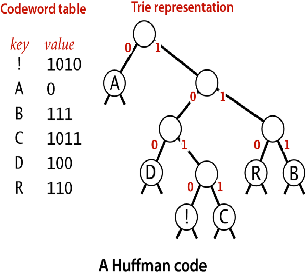 Codeword table
Trie representation
key value
! 1010
A 0
B 111
C 1011
D 100
R 110
0 1
A
0 1
0 1
0 1
D
R B
0 1
! C
A Huffman code